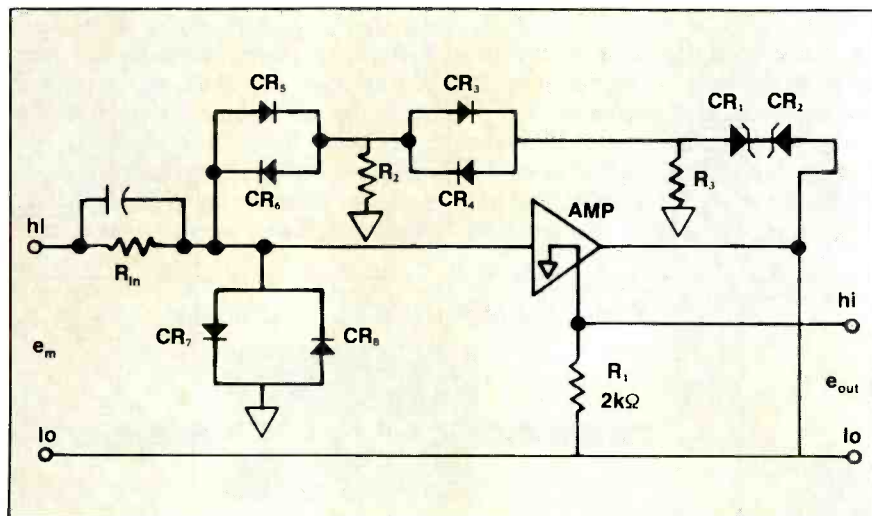 CR5
CR3
CR1 CR2
R2
R3
CR6
CR4
AMP
hi
Rin
hi
CR7
CR8
em
R1
2kΩ
eout
lo
lo